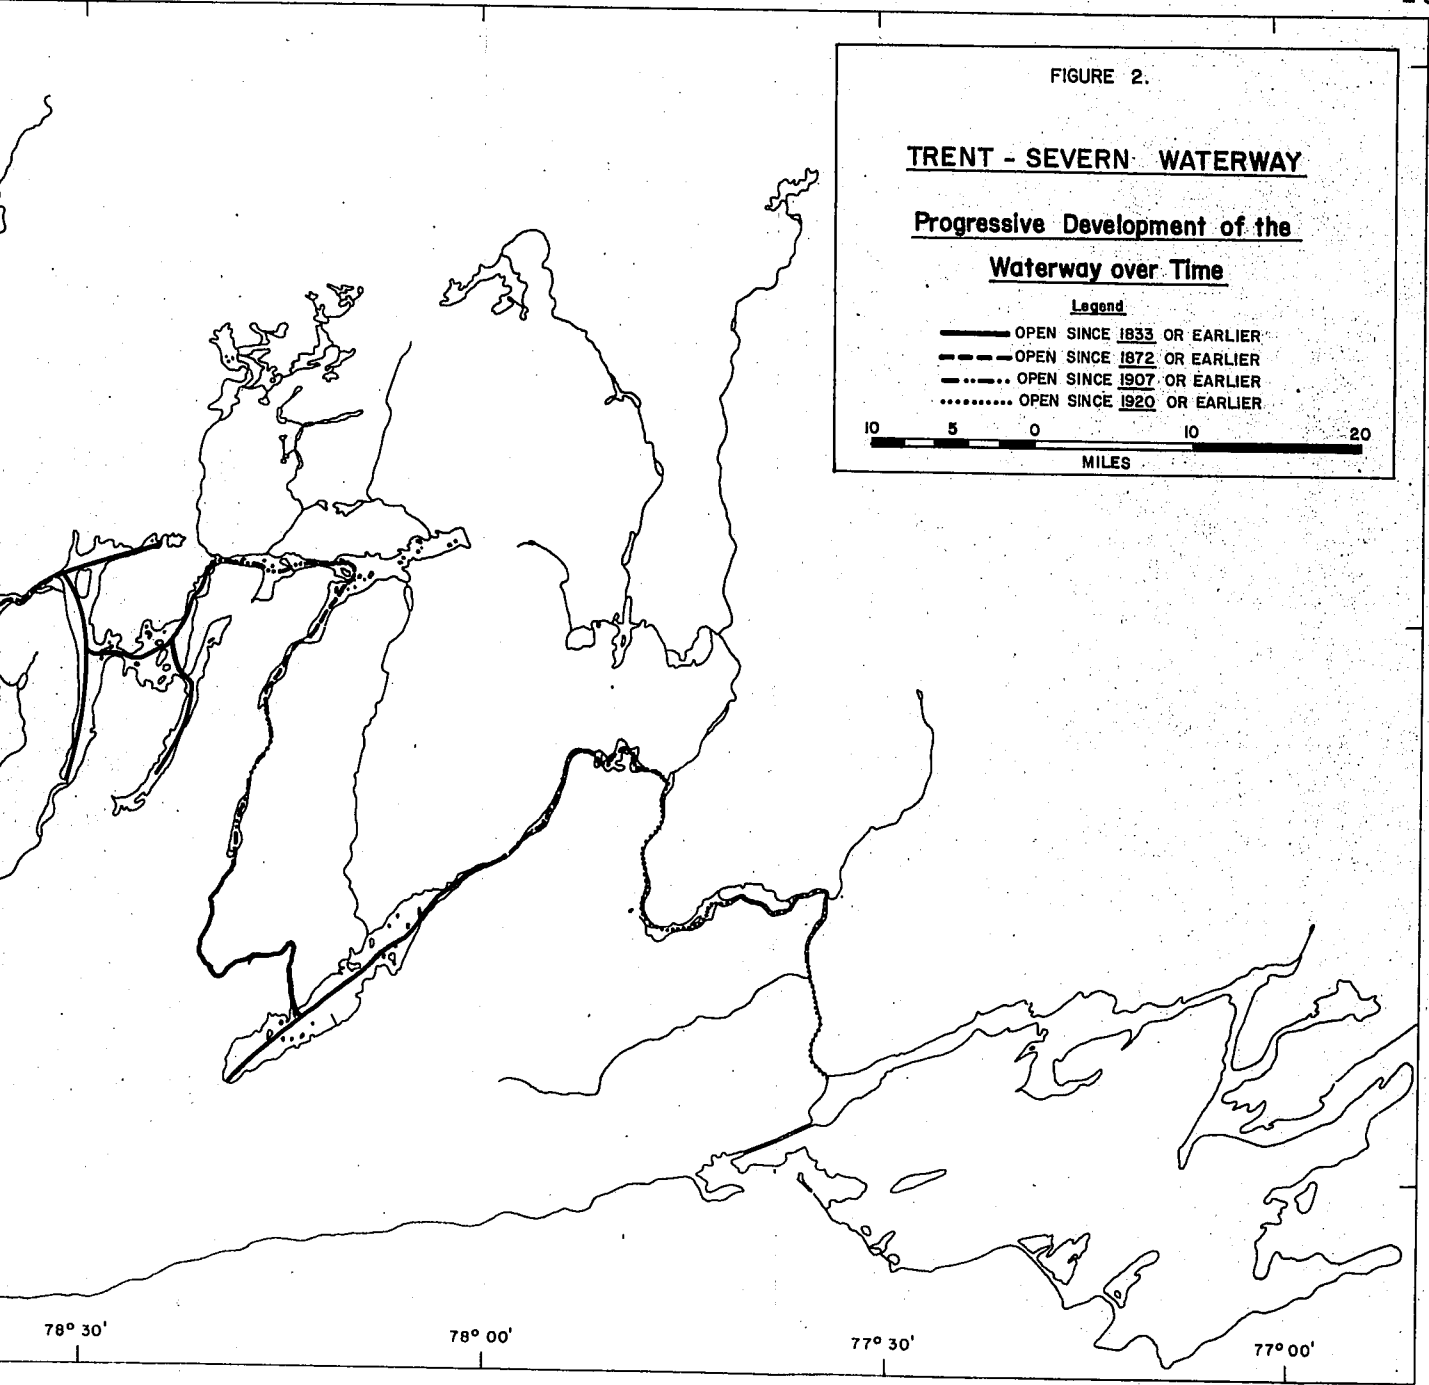 FIGURE 2.
TRENT - SEVERN WATERWAY
Progressive Development of the
Waterway over Time
Legend
OPEN SINCE 1833 OR EARLIER
OPEN SINCE 1872 OR EARLIER
OPEN SINCE 1907 OR EARLIER
OPEN SINCE 1920 OR EARLIER
10 5 0 10 20
MILES
78° 30' 78° 00' 77° 30' 77° 00'